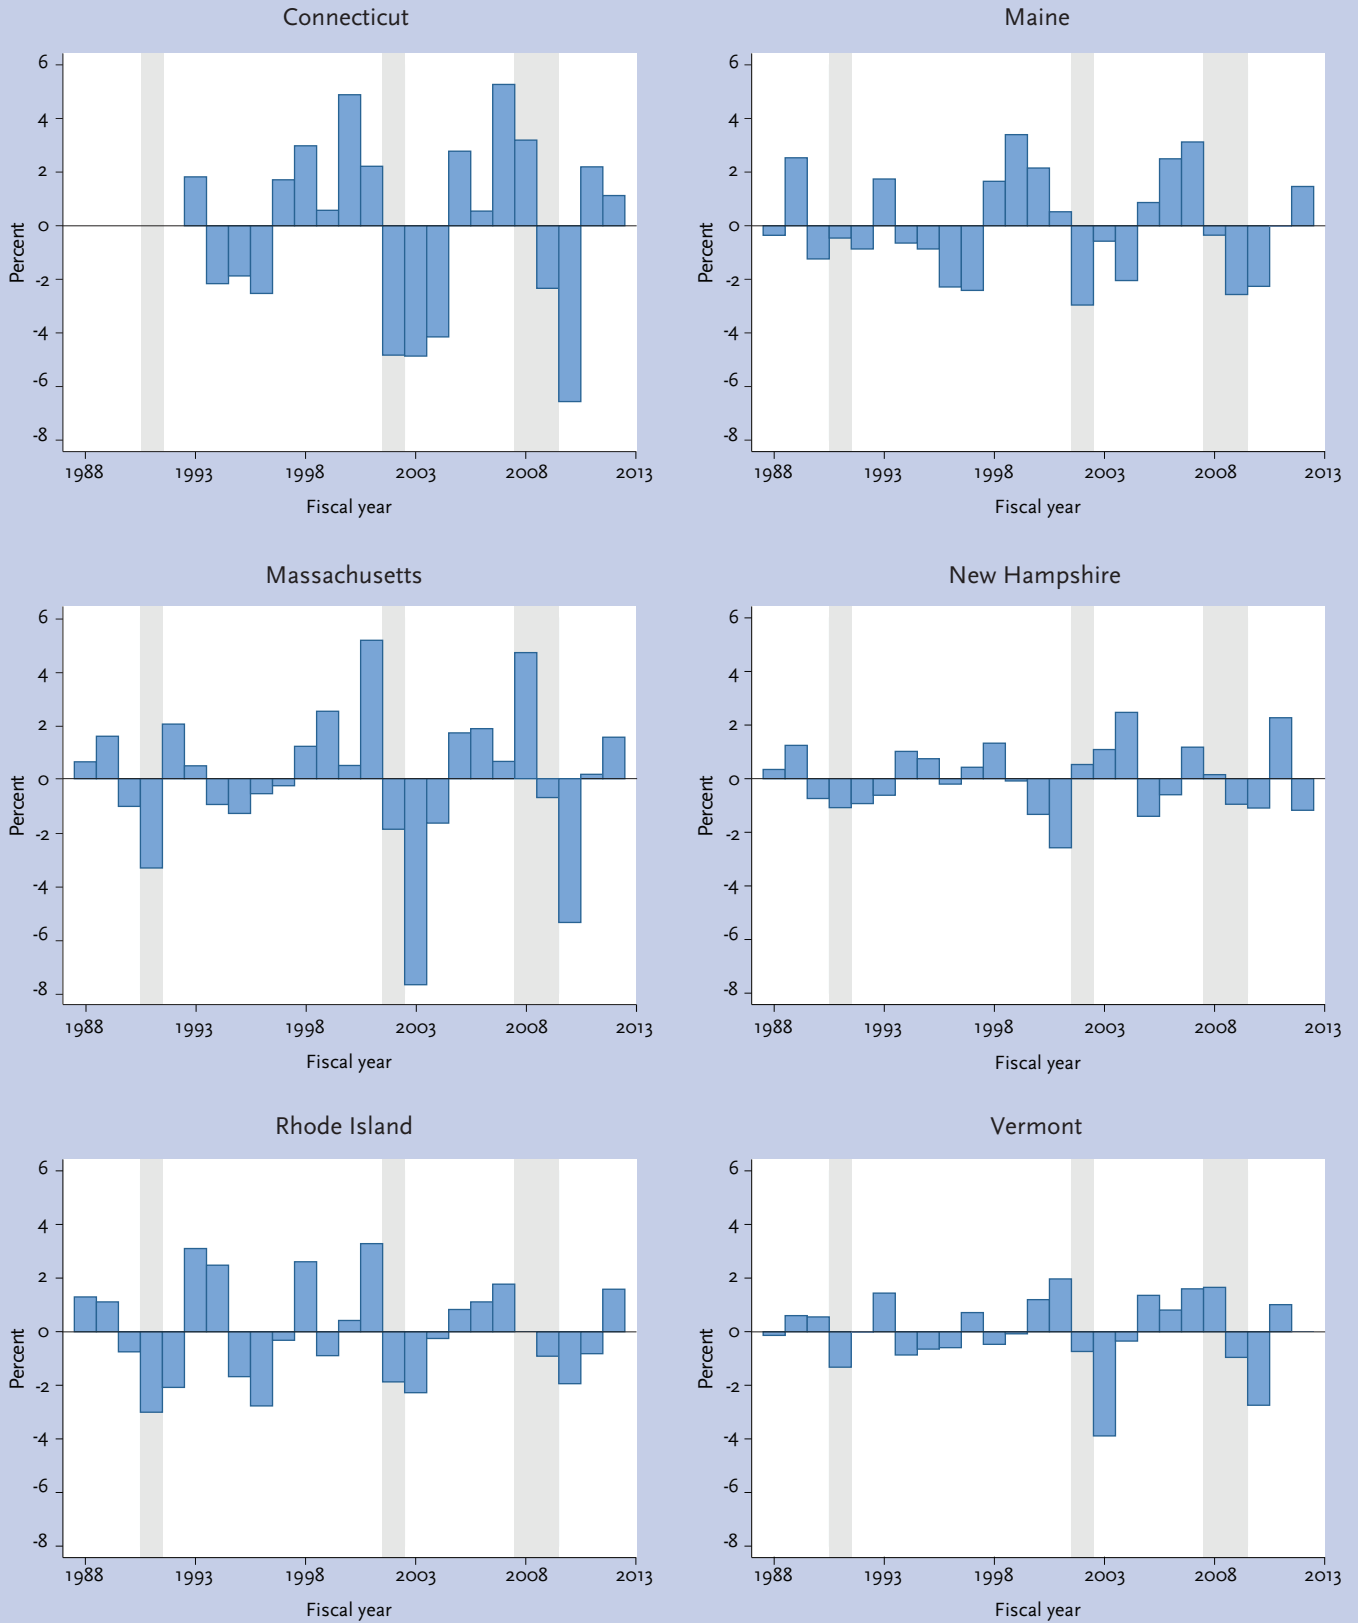 Connecticut
6
4
2
0
-2
-4
-6
-8
Percent
1988 1993 1998 2003 2008 2013
Fiscal year
Maine
6
4
2
0
-2
-4
-6
-8
Percent
1988 1993 1998 2003 2008 2013
Fiscal year
Massachusetts
6
4
2
0
-2
-4
-6
-8
Percent
1988 1993 1998 2003 2008 2013
Fiscal year
New Hampshire
6
4
2
0
-2
-4
-6
-8
Percent
1988 1993 1998 2003 2008 2013
Fiscal year
Rhode Island
6
4
2
0
-2
-4
-6
-8
Percent
1988 1993 1998 2003 2008 2013
Fiscal year
Vermont
6
4
2
0
-2
-4
-6
-8
Percent
1988 1993 1998 2003 2008 2013
Fiscal year